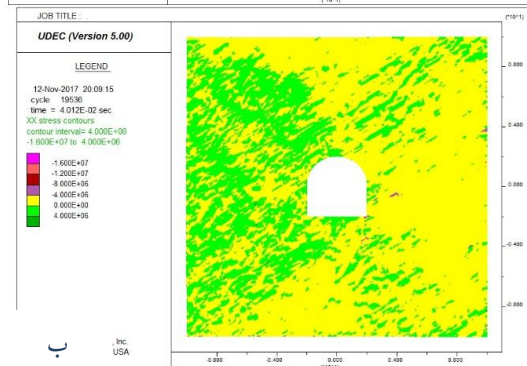 JOB TITLE :
(*10^1)
UDEC (Version 5.00)
LEGEND
12-Nov-2017 20:09:15
cycle 19536
time = 4.012E-02 sec
XX stress contours
contour interval= 4.000E+06
-1.600E+07 to 4.000E+06
-1.600E+07
-1.200E+07
-8.000E+06
-4.000E+06
0.000E+00
4.000E+06
0.800
0.400
0.000
-0.400
-0.800
ب
, Inc.
USA
-0.800 -0.400 0.000 0.400 0.800